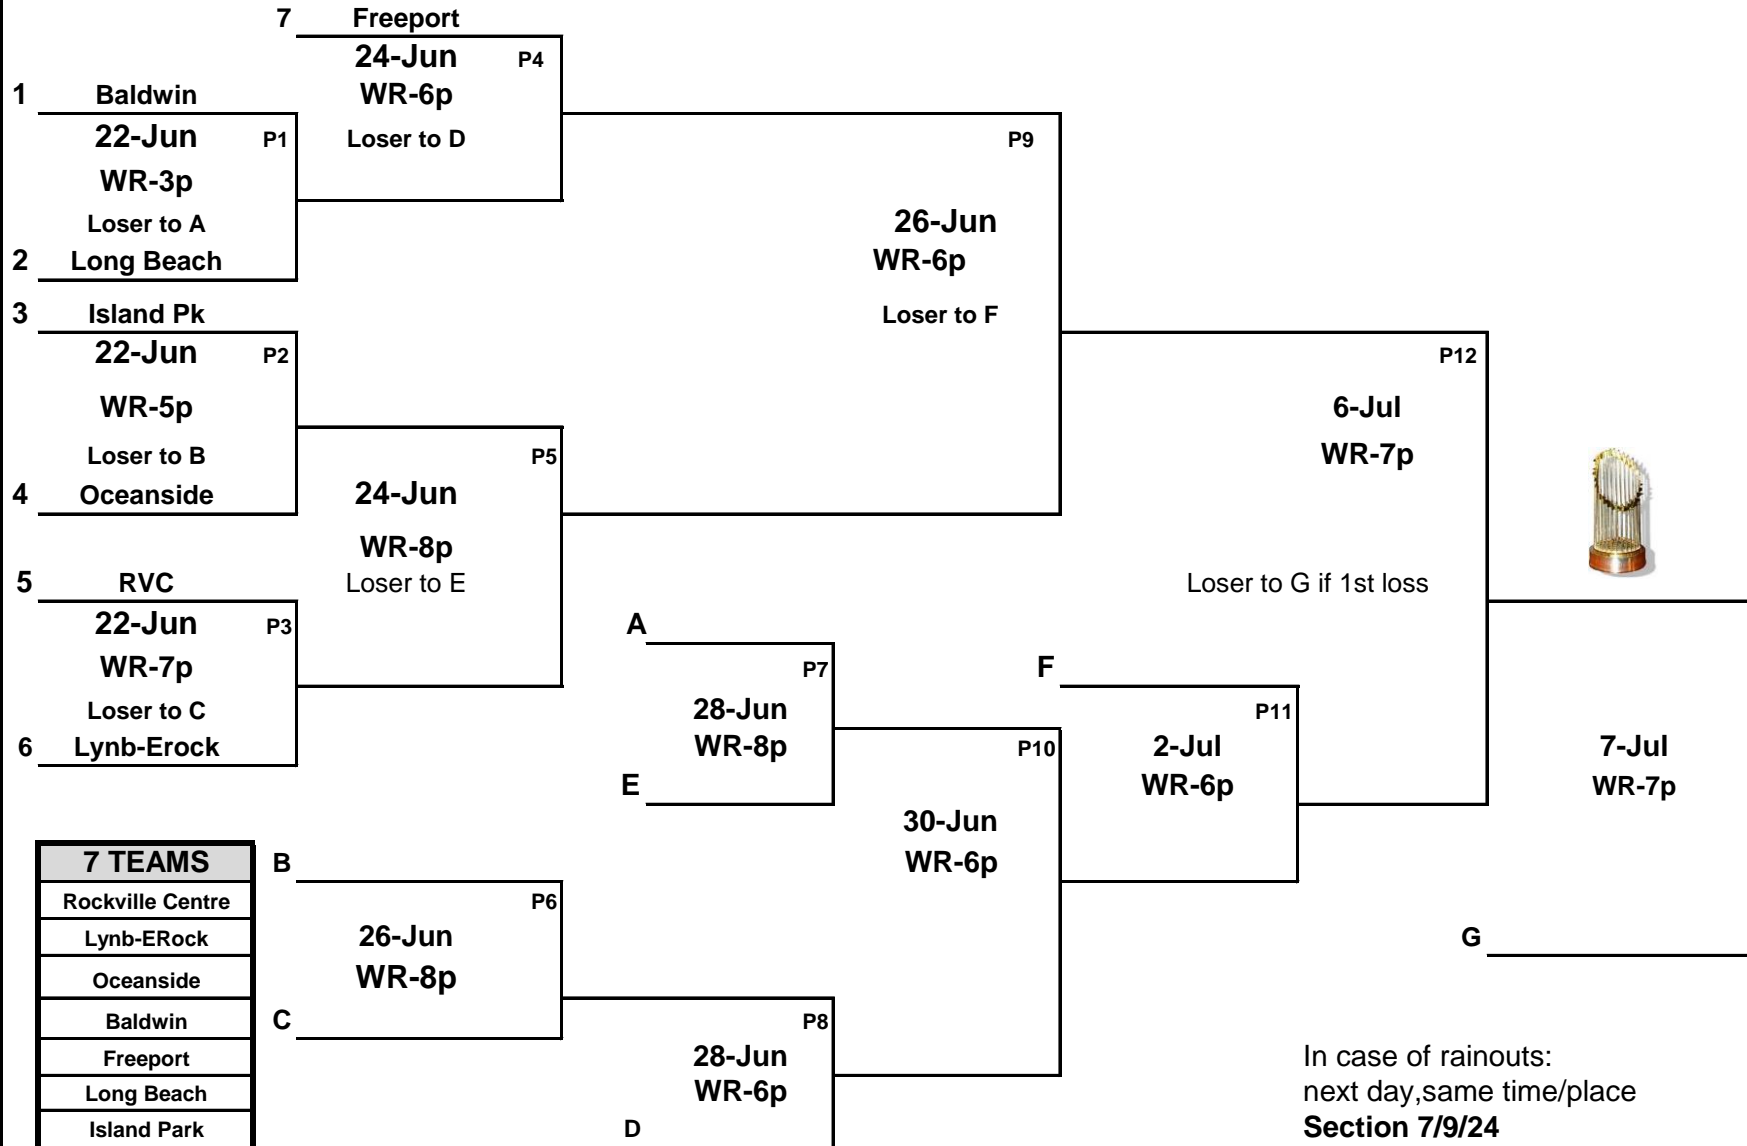 7 Freeport
24-Jun P4
WR-6p
Loser to D
1 Baldwin
22-Jun P1
WR-3p
Loser to A
2 Long Beach
3 Island Pk
22-Jun P2
WR-5p
Loser to B
4 Oceanside
P5
24-Jun
WR-8p
Loser to E
5 RVC
22-Jun P3
WR-7p
Loser to C
6 Lynb-Erock
P9
26-Jun
WR-6p
Loser to F
P12
6-Jul
WR-7p
Loser to G if 1st loss
A
P7
28-Jun
WR-8p
E
F
P11
2-Jul
WR-6p
P10
30-Jun
WR-6p
7-Jul
WR-7p
G
B
P6
26-Jun
WR-8p
C
P8
28-Jun
WR-6p
D
7 TEAMS
Rockville Centre
Lynb-ERock
Oceanside
Baldwin
Freeport
Long Beach
Island Park
In case of rainouts:
next day,same time/place
Section 7/9/24